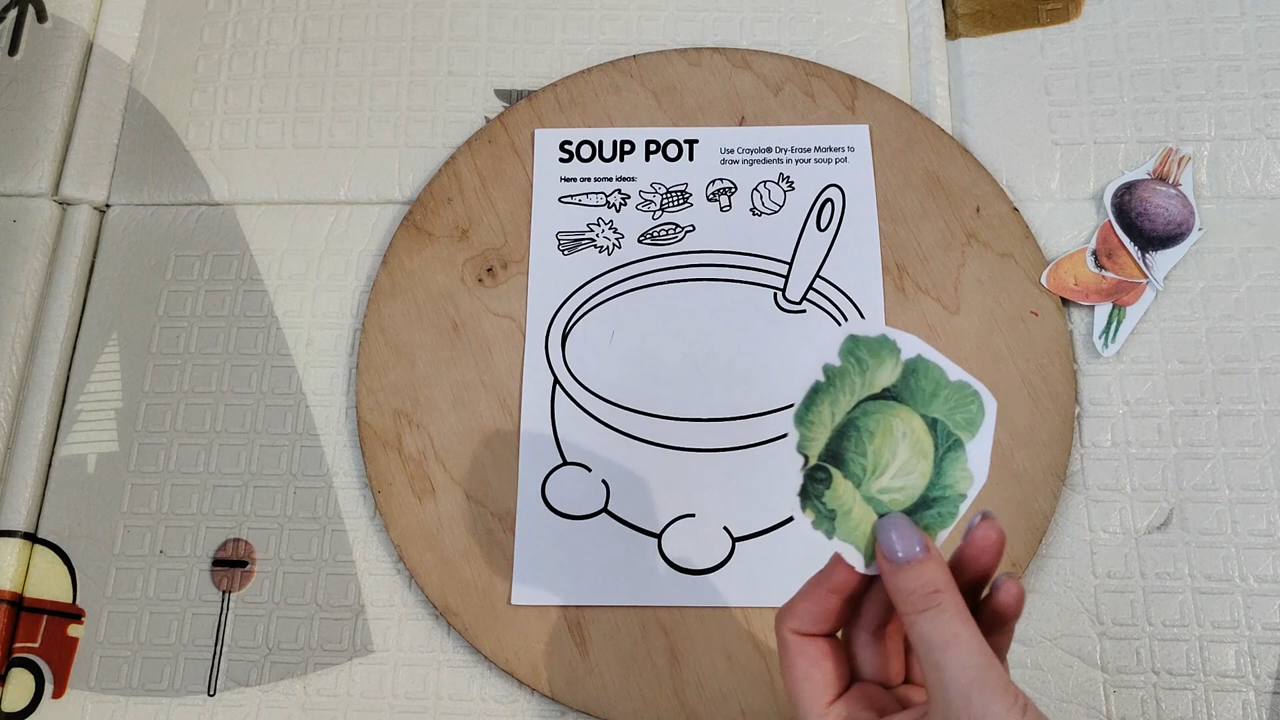 SOUP POT
Use Crayola® Dry-Erase Markers to
draw ingredients in your soup pot.
Here are some ideas: